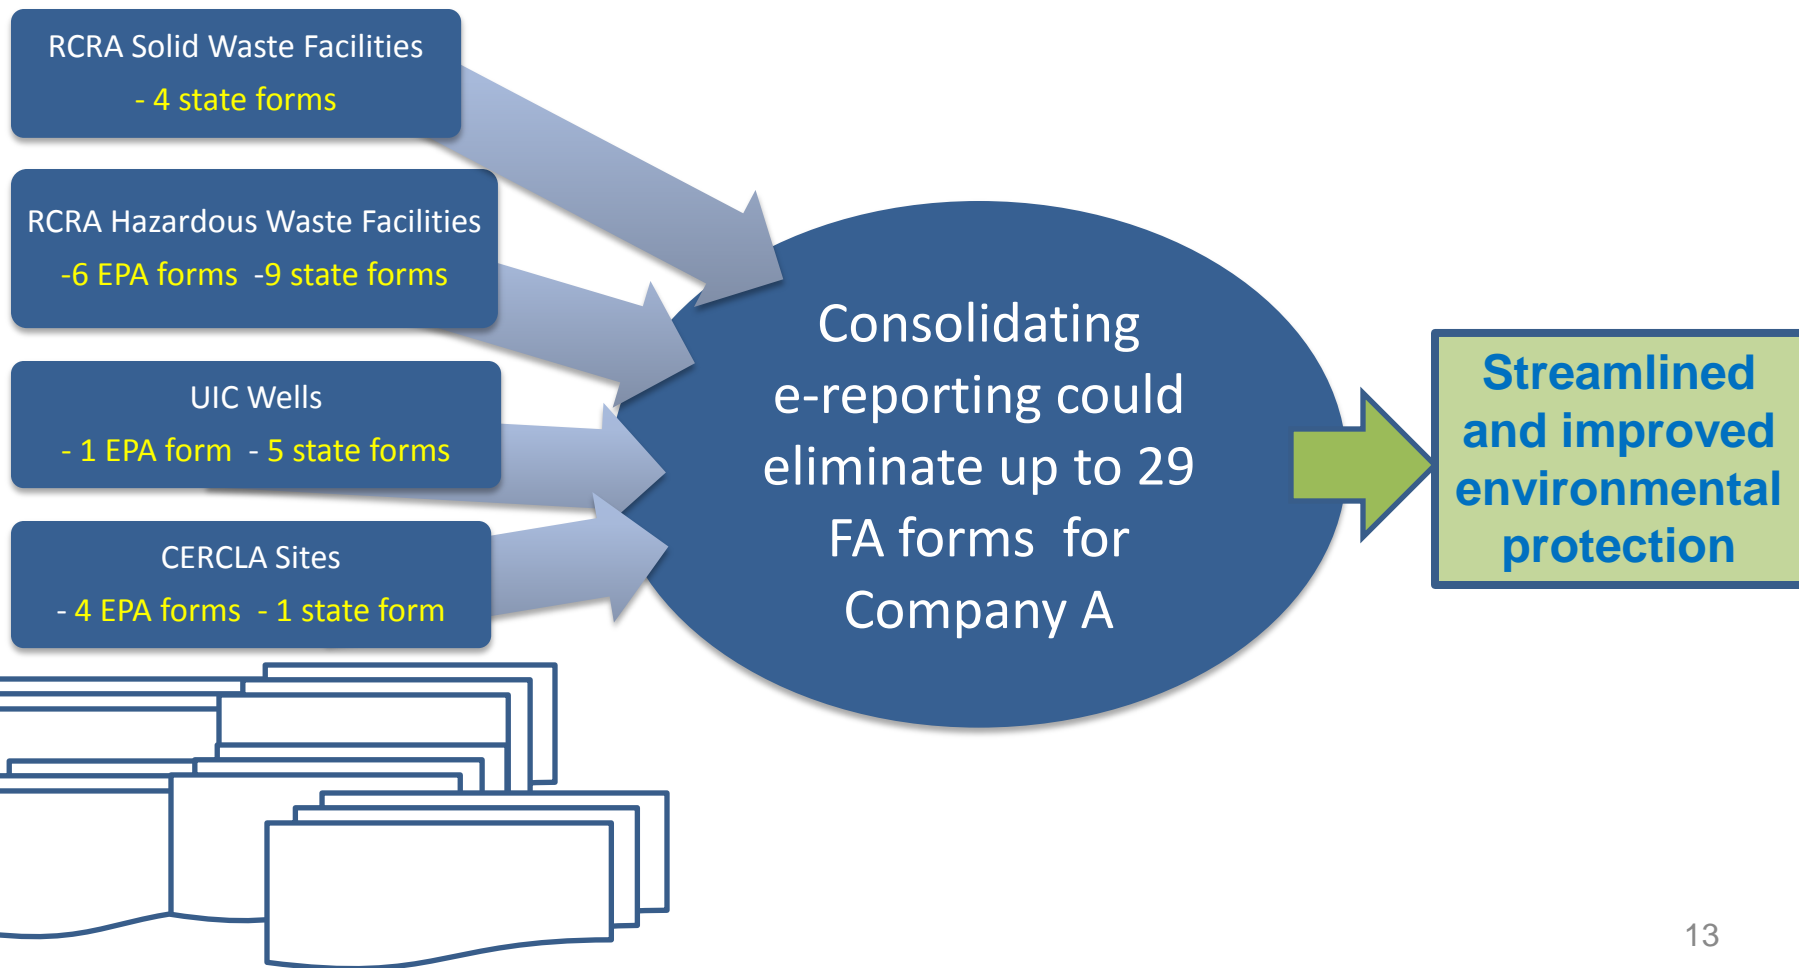 RCRA Solid Waste Facilities
- 4 state forms
RCRA Hazardous Waste Facilities
-6 EPA forms  -9 state forms
UIC Wells
- 1 EPA form  - 5 state forms
CERCLA Sites
- 4 EPA forms  - 1 state form
Consolidating
e-reporting could
eliminate up to 29
FA forms  for
Company A
Streamlined
and improved
environmental
protection
13